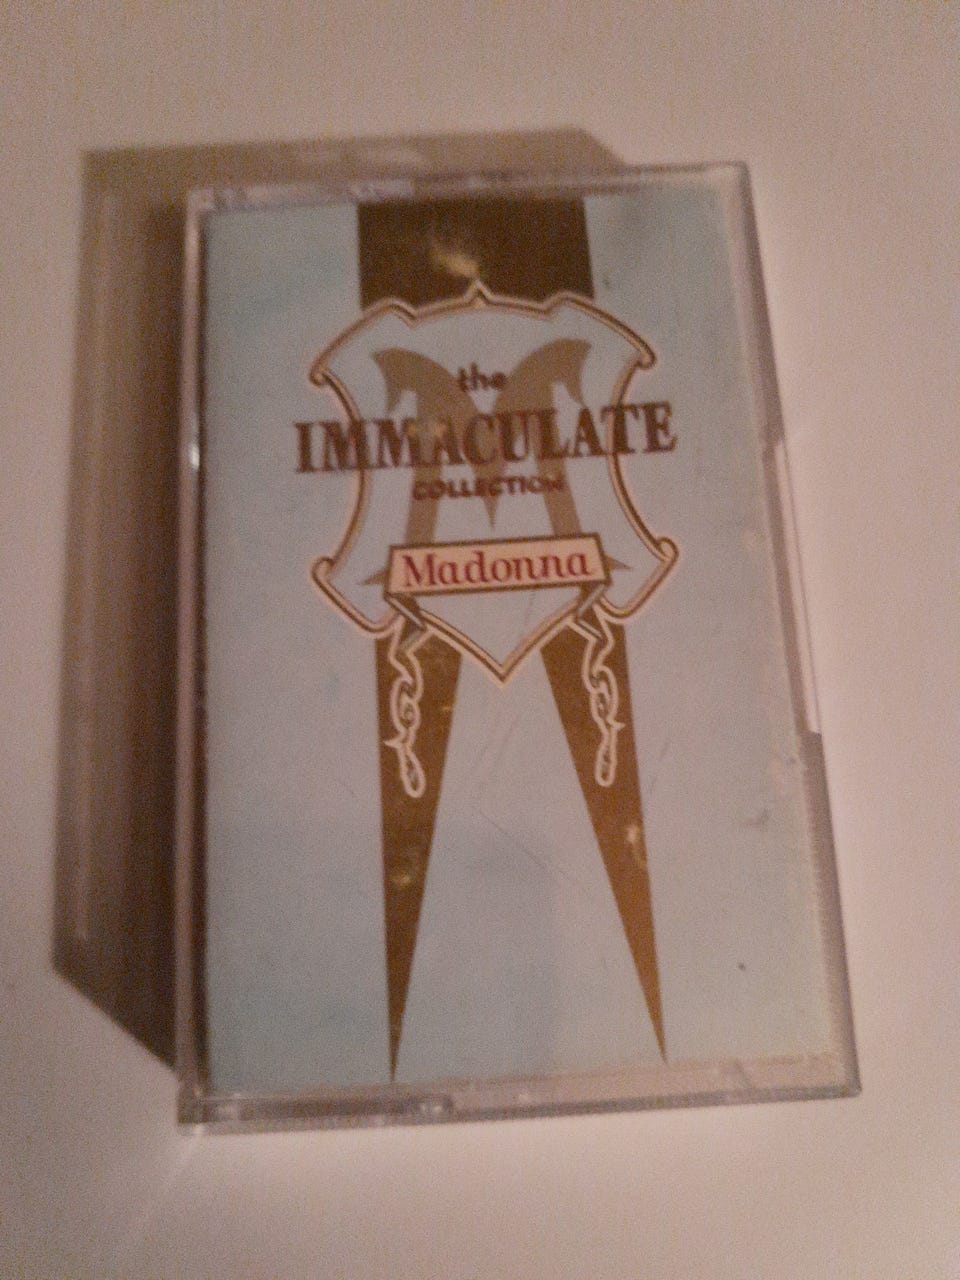 the
IMMACULATE
COLLECTION
Madonna